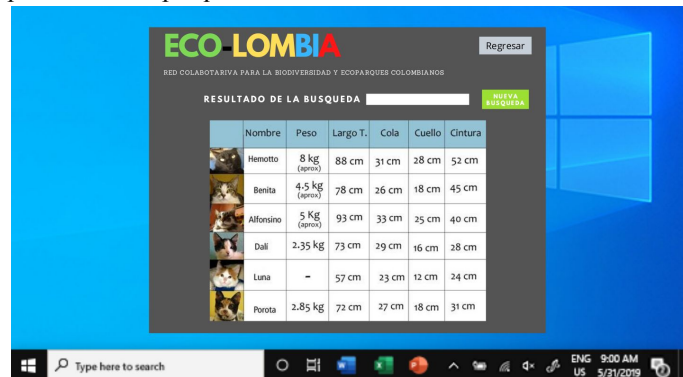 ECO-LOMBIA
Regresar
RED COLABOTARIVA PARA LA BIODIVERSIDAD Y ECOPARQUES COLOMBIANOS
RESULTADO DE LA BUSQUEDA
NUEVA
BUSQUEDA
Nombre Peso Largo T. Cola Cuello Cintura
Hemotto 8 kg (aprox) 88 cm 31 cm 28 cm 52 cm
Benita 4.5 kg (aprox) 78 cm 26 cm 18 cm 45 cm
Alfonsino 5 Kg (aprox) 93 cm 33 cm 25 cm 40 cm
Dalí 2.35 kg 73 cm 29 cm 16 cm 28 cm
Luna - 57 cm 23 cm 12 cm 24 cm
Porota 2.85 kg 72 cm 27 cm 18 cm 31 cm
Type here to search
ENG 9:00 AM
US 5/31/2019